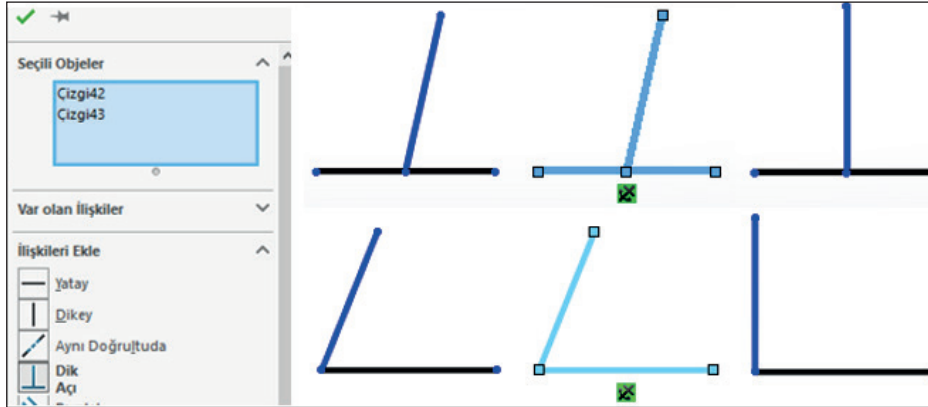 Seçili Objeler
Çizgi42
Çizgi43
Var olan İlişkiler
İlişkileri Ekle
Yatay
Dikey
Aynı Doğrultuda
Dik
Açı